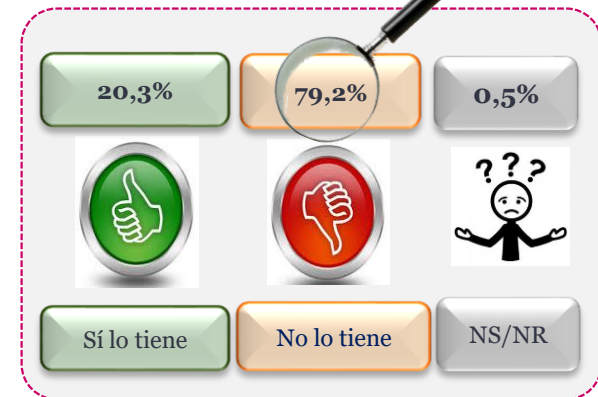 20,3%
79,2%
0,5%
? ? ?
Sí lo tiene
No lo tiene
NS/NR